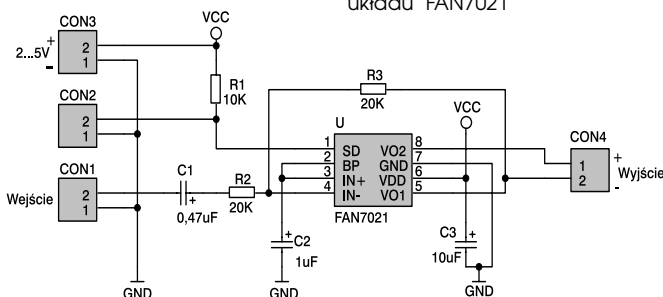 układu FAN7021
CON3
VCC
2...5V
+
2
1
-
R1
10K
R3
20K
CON2
2
1
U
VCC
1 SD VO2 8
2 BP GND 7
3 IN+ VDD 6
4 IN- VO1 5
FAN7021
CON4
1
2
+
Wyjście
-
CON1
2
1
Wejście
C1
+
0,47uF
R2
20K
+
C2
1uF
C3
+
10uF
GND
GND
GND